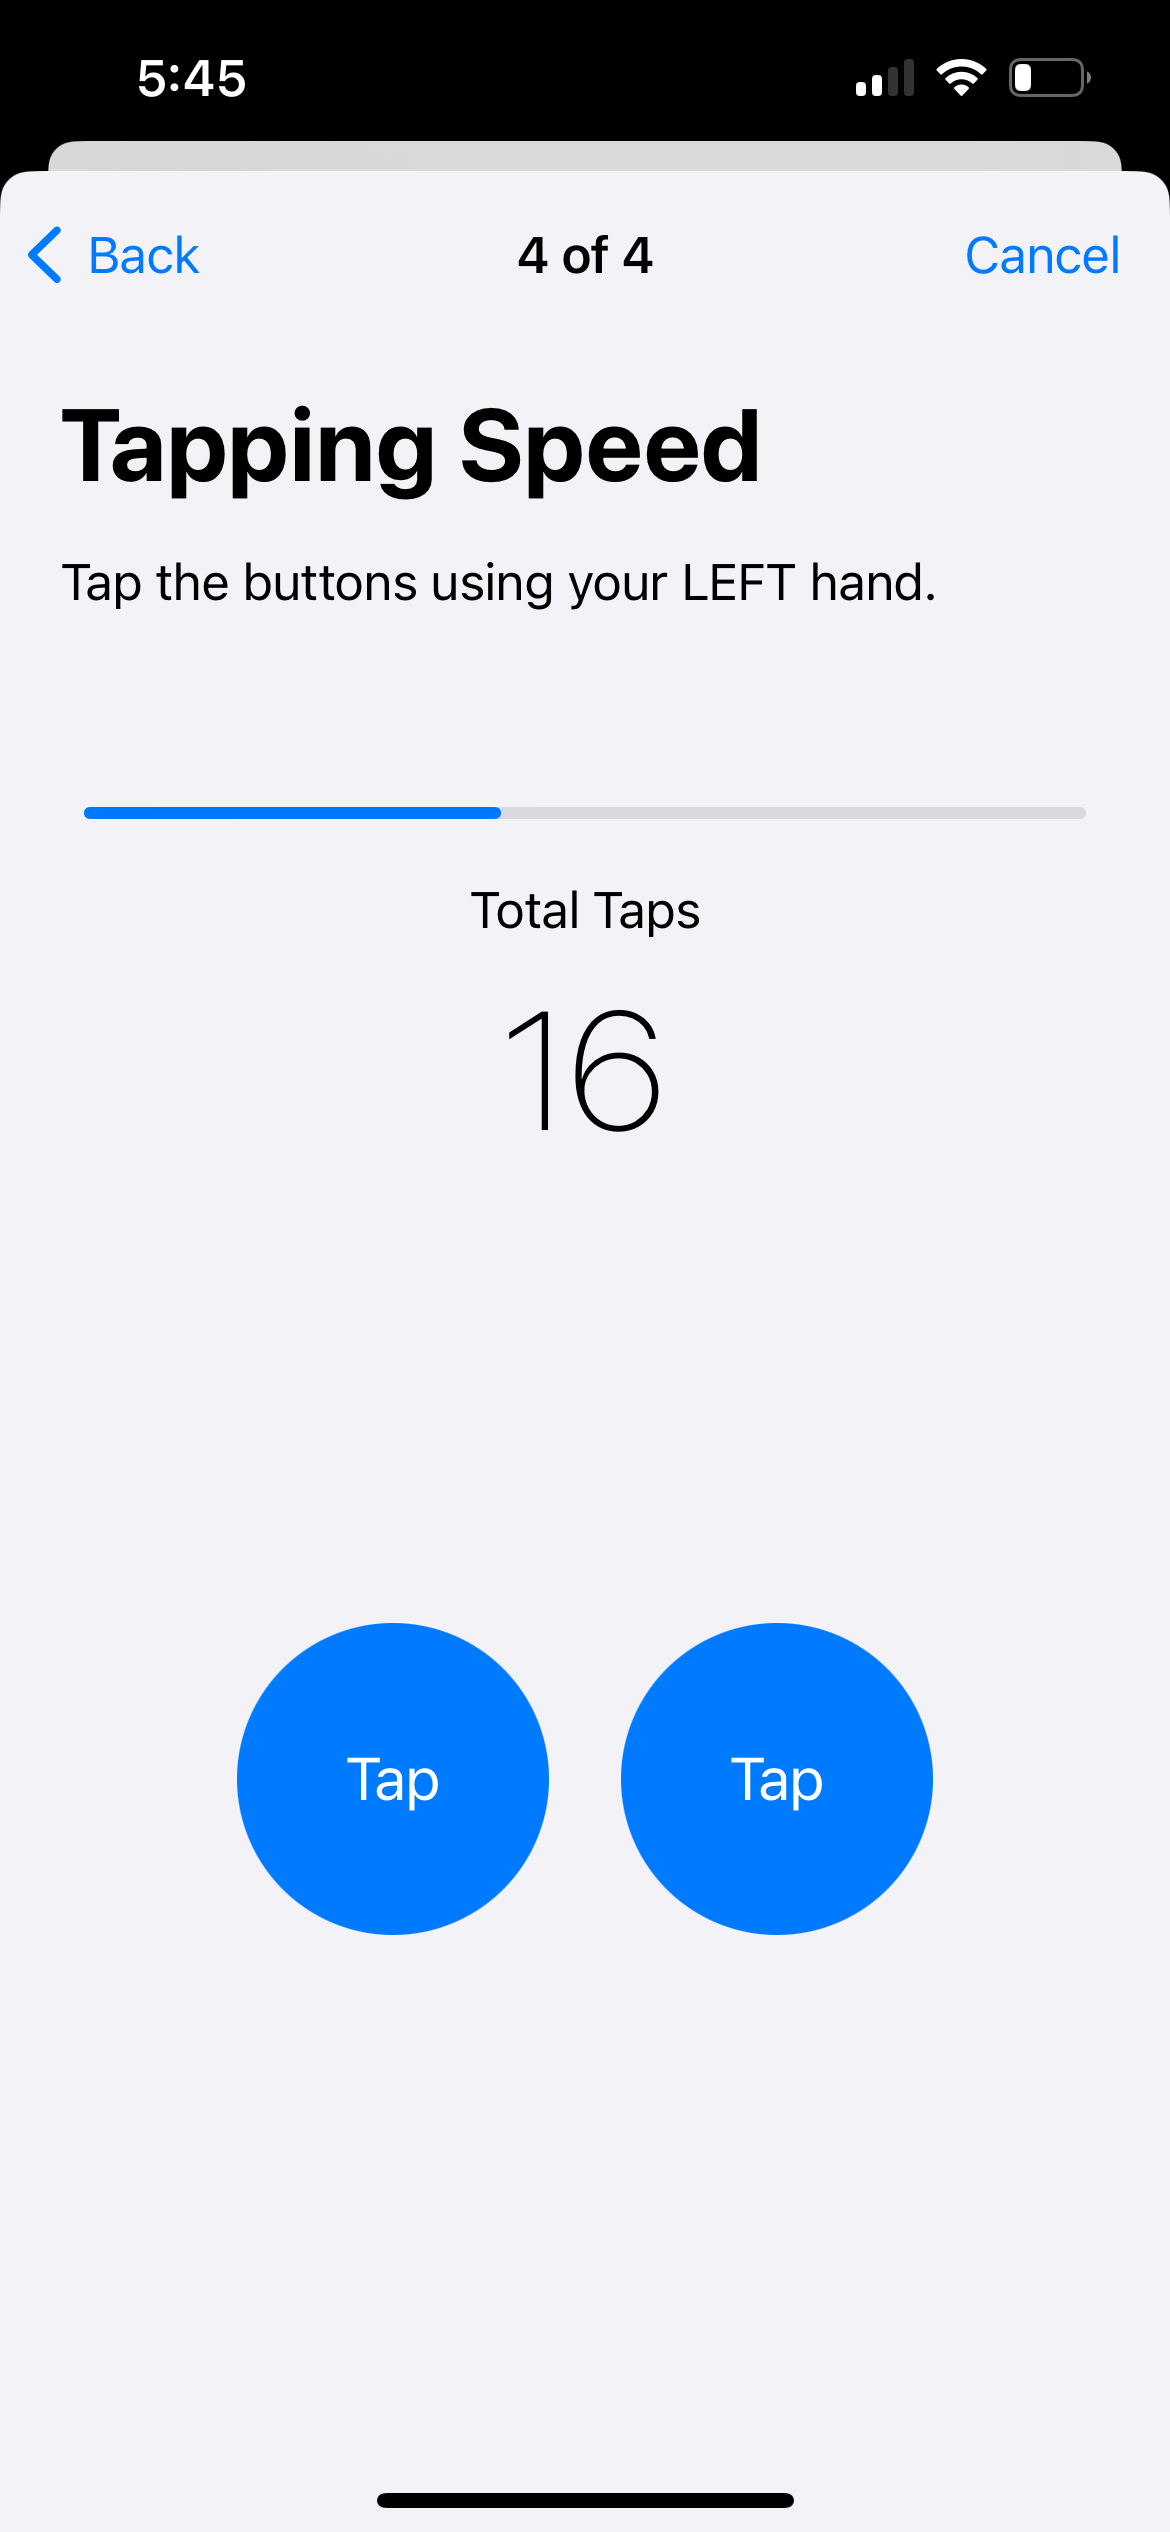 5:45
Back 4 of 4 Cancel
Tapping Speed
Tap the buttons using your LEFT hand.
Total Taps
16
Tap Tap